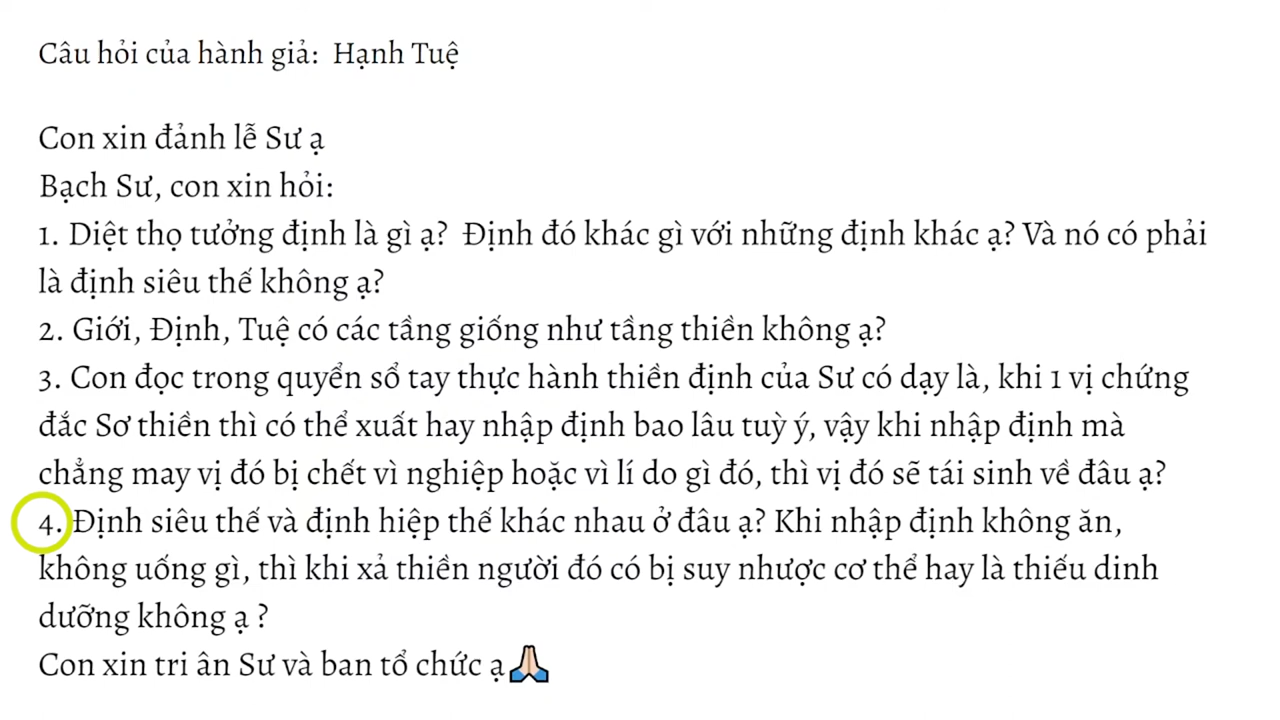 Câu hỏi của hành giả: Hạnh Tuệ
Con xin đảnh lễ Sư ạ
Bạch Sư, con xin hỏi:
1. Diệt thọ tưởng định là gì ạ? Định đó khác gì với những định khác ạ? Và nó có phải
là định siêu thế không ạ?
2. Giới, Định, Tuệ có các tầng giống như tầng thiền không ạ?
3. Con đọc trong quyển sổ tay thực hành thiền định của Sư có dạy là, khi 1 vị chứng
đắc Sơ thiền thì có thể xuất hay nhập định bao lâu tuỳ ý, vậy khi nhập định mà
chẳng may vị đó bị chết vì nghiệp hoặc vì lí do gì đó, thì vị đó sẽ tái sinh về đâu ạ?
4. Định siêu thế và định hiệp thế khác nhau ở đâu ạ? Khi nhập định không ăn,
không uống gì, thì khi xả thiền người đó có bị suy nhược cơ thể hay là thiếu dinh
dưỡng không ạ ?
Con xin tri ân Sư và ban tổ chức ạ🙏🏻